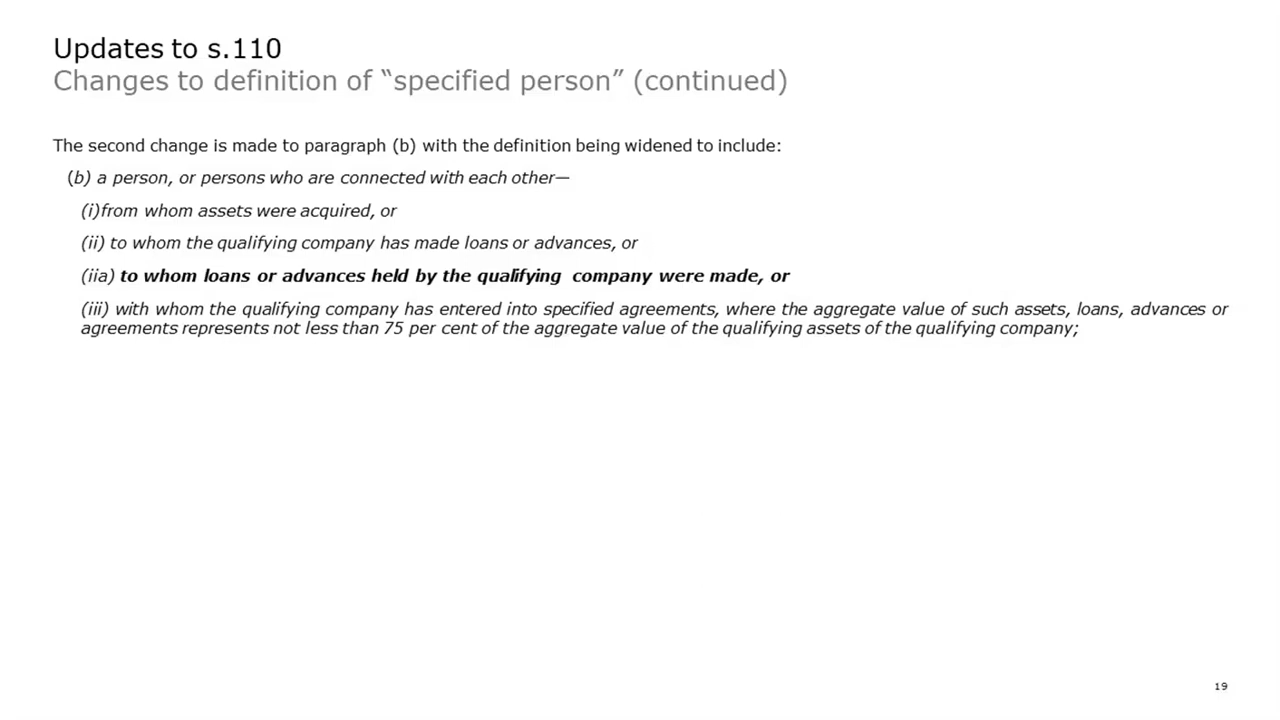 Updates to s.110
Changes to definition of “specified person” (continued)
The second change is made to paragraph (b) with the definition being widened to include:
(b) a person, or persons who are connected with each other—
(i)from whom assets were acquired, or
(ii) to whom the qualifying company has made loans or advances, or
(iia) to whom loans or advances held by the qualifying company were made, or
(iii) with whom the qualifying company has entered into specified agreements, where the aggregate value of such assets, loans, advances or
agreements represents not less than 75 per cent of the aggregate value of the qualifying assets of the qualifying company;
19